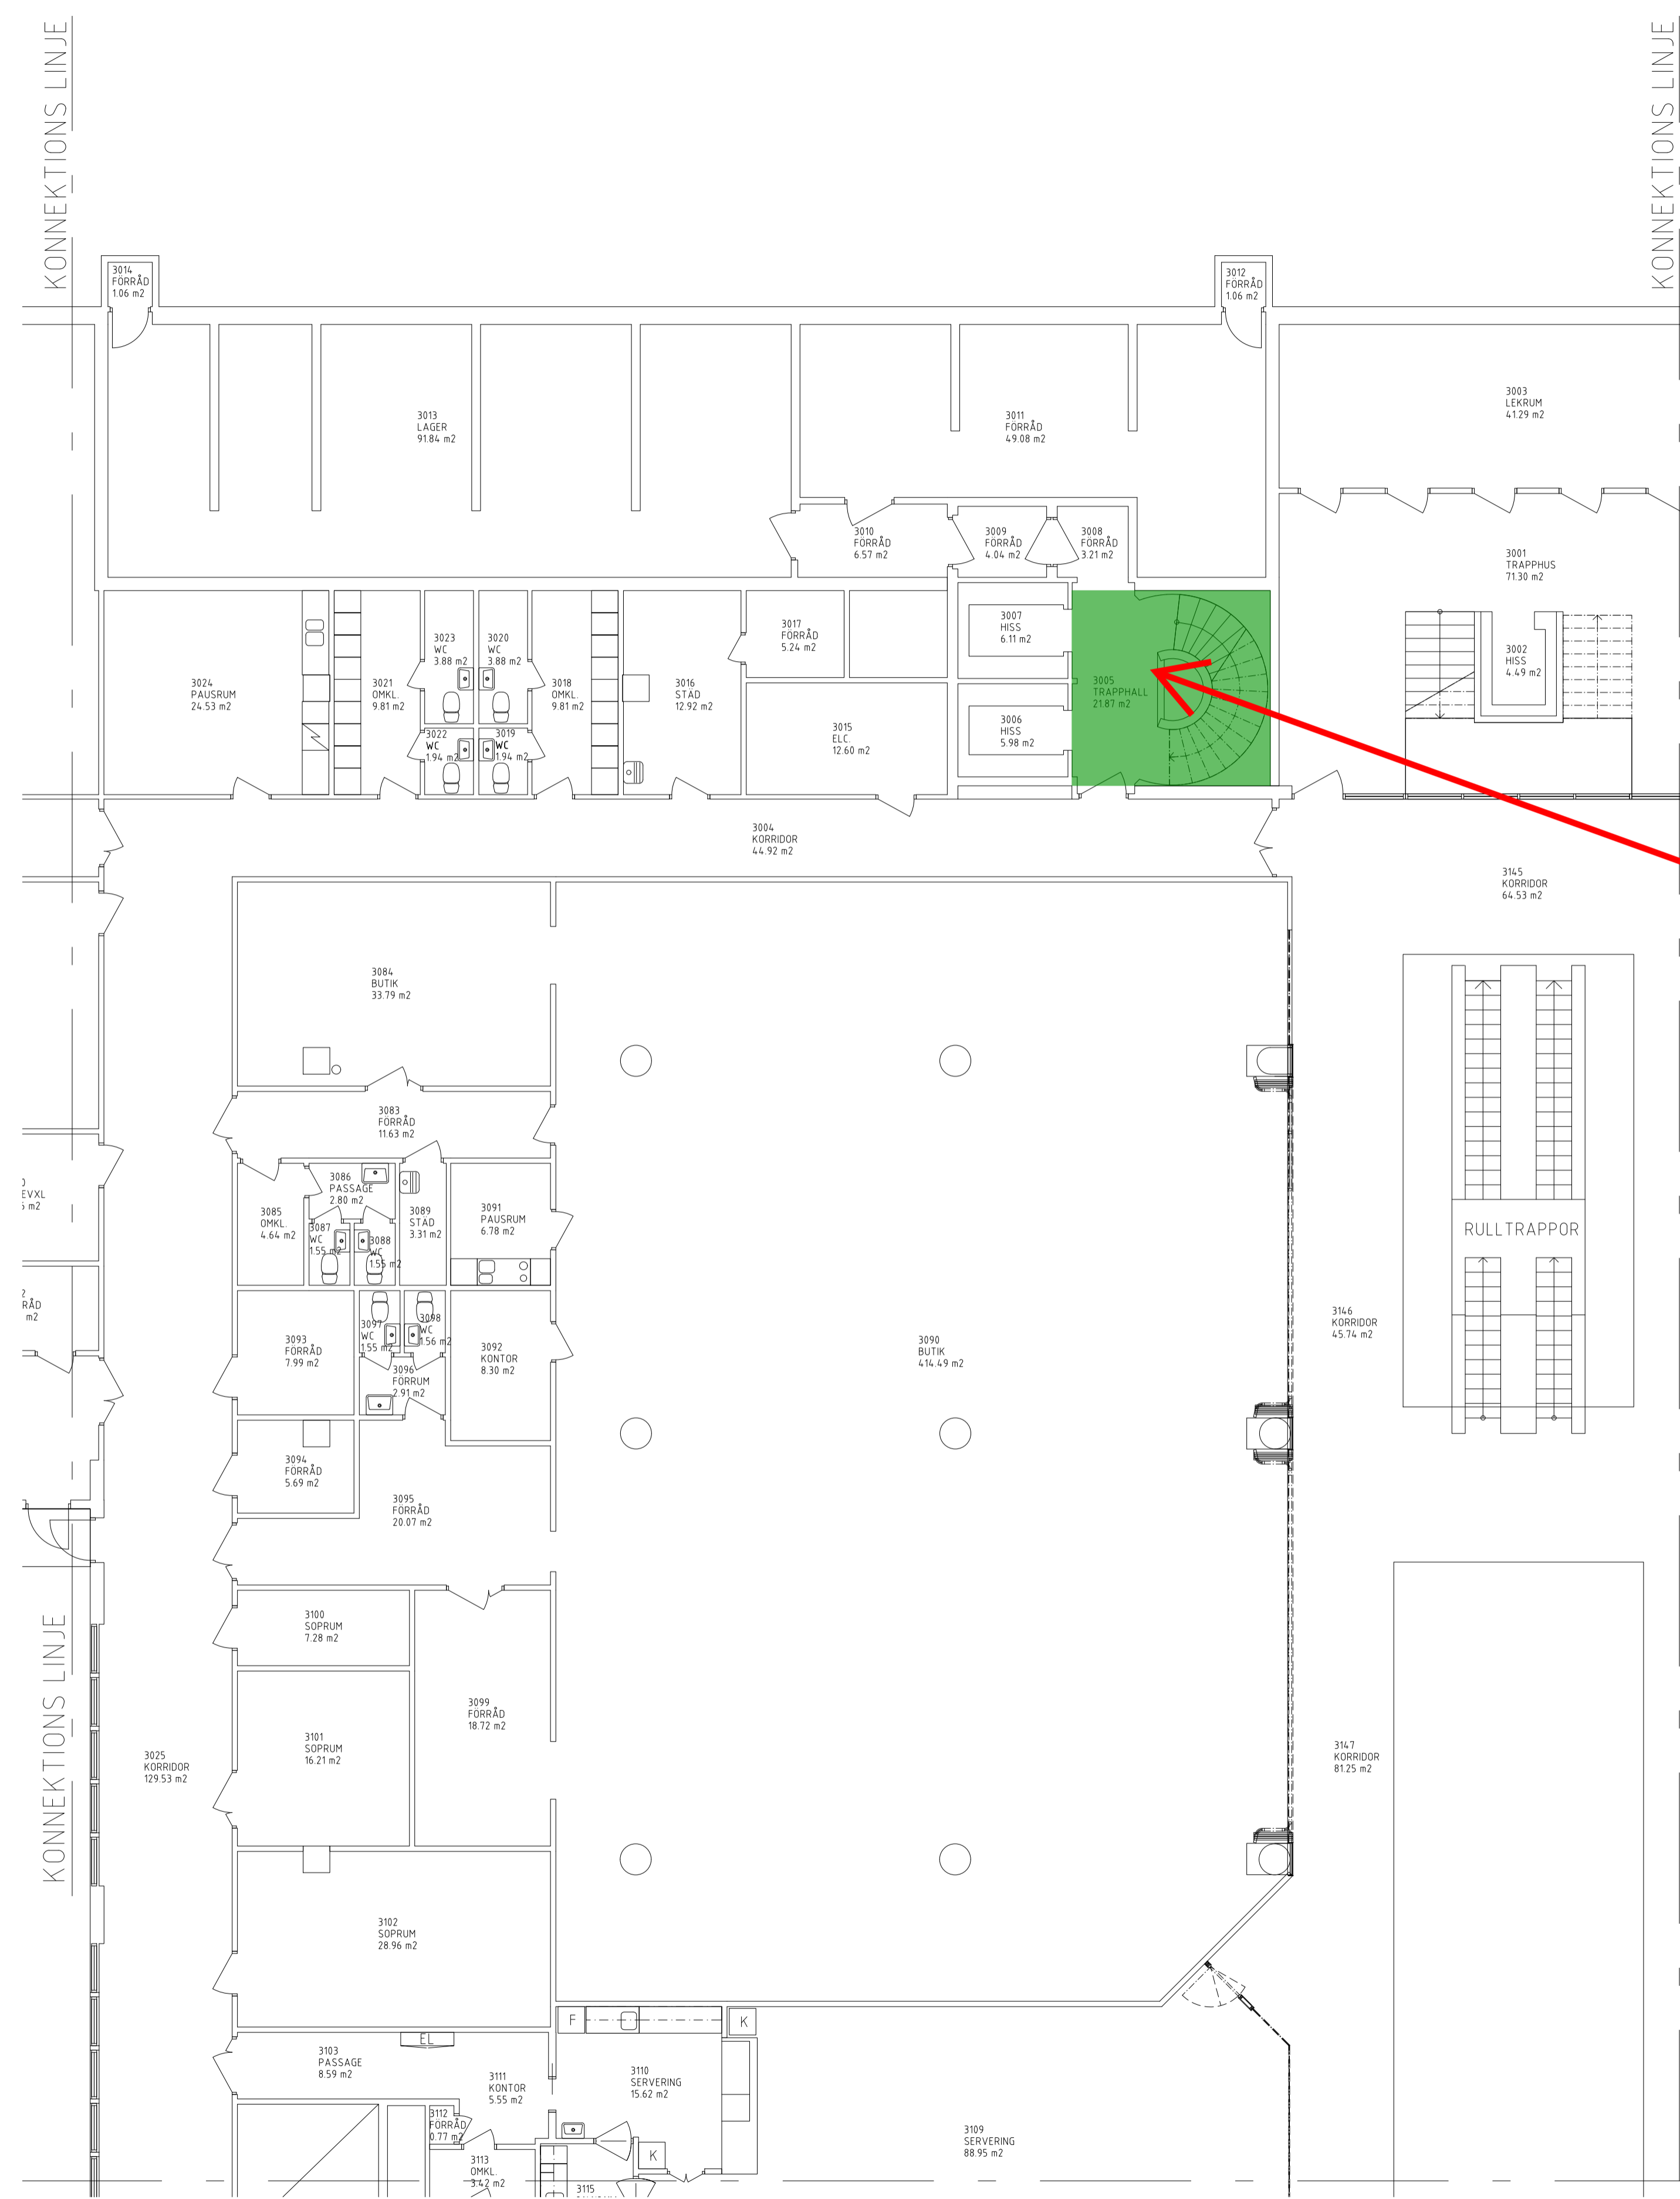 KONNEKTIONS LINJE
KONNEKTIONS LINJE
3014
FÖRRÅD
1.06 m2
3012
FÖRRÅD
1.06 m2
3013
LAGER
91.84 m2
3011
FÖRRÅD
49.08 m2
3003
LEKRUM
41.29 m2
3010
FÖRRÅD
6.57 m2
3009
FÖRRÅD
4.04 m2
3008
FÖRRÅD
3.21 m2
3001
TRAPPHUS
71.30 m2
3024
PAUSRUM
24.53 m2
3021
OMKL.
9.81 m2
3023
WC
3.88 m2
3020
WC
3.88 m2
3018
OMKL.
9.81 m2
3016
STÄD
12.92 m2
3017
FÖRRÅD
5.24 m2
3007
HISS
6.11 m2
3005
TRAPPHALL
21.87 m2
3002
HISS
4.49 m2
3022
WC
1.94 m2
3019
WC
1.94 m2
3015
ELC.
12.60 m2
3006
HISS
5.98 m2
3004
KORRIDOR
44.92 m2
3145
KORRIDOR
64.53 m2
3084
BUTIK
33.79 m2
3083
FÖRRÅD
11.63 m2
0
EVXL
m2
3085
OMKL.
4.64 m2
3086
PASSAGE
2.80 m2
3087
WC
1.55 m2
3088
WC
1.55 m2
3089
STÄD
3.31 m2
3091
PAUSRUM
6.78 m2
RULLTRAPPOR
2
RÅD
m2
3093
FÖRRÅD
7.99 m2
3097
WC
1.55 m2
3098
WC
1.56 m2
3096
FÖRRUM
2.91 m2
3092
KONTOR
8.30 m2
3090
BUTIK
414.49 m2
3146
KORRIDOR
45.74 m2
3094
FÖRRÅD
5.69 m2
3095
FÖRRÅD
20.07 m2
KONNEKTIONS LINJE
3100
SOPRUM
7.28 m2
3099
FÖRRÅD
18.72 m2
3101
SOPRUM
16.21 m2
3025
KORRIDOR
129.53 m2
3147
KORRIDOR
81.25 m2
3102
SOPRUM
28.96 m2
F
K
EL
3103
PASSAGE
8.59 m2
3111
KONTOR
5.55 m2
3110
SERVERING
15.62 m2
3112
FÖRRÅD
0.77 m2
3109
SERVERING
88.95 m2
K
3113
OMKL.
3.42 m2
3115